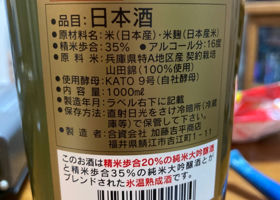 ●品目：日本酒
●原材料名：米（日本産）・米麹（日本産米）
●精米歩合：35％ ●アルコール分：16度
●原料米：兵庫県特A地区産 契約栽培
山田錦（100％使用）
●使用酵母：KATO 9号（自社酵母）
●内容量：1000㎖
●製造年月：ラベル右下に記載
●保存方法：直射日光をさけ冷暗所（冷蔵
庫等）で保管して下さい。
●製造者：合資会社 加藤吉平商店
福井県鯖江市吉江町1-11
このお酒は精米歩合20％の純米大吟醸酒
と精米歩合35％の純米大吟醸酒とが
ブレンドされた氷温熟成酒です。